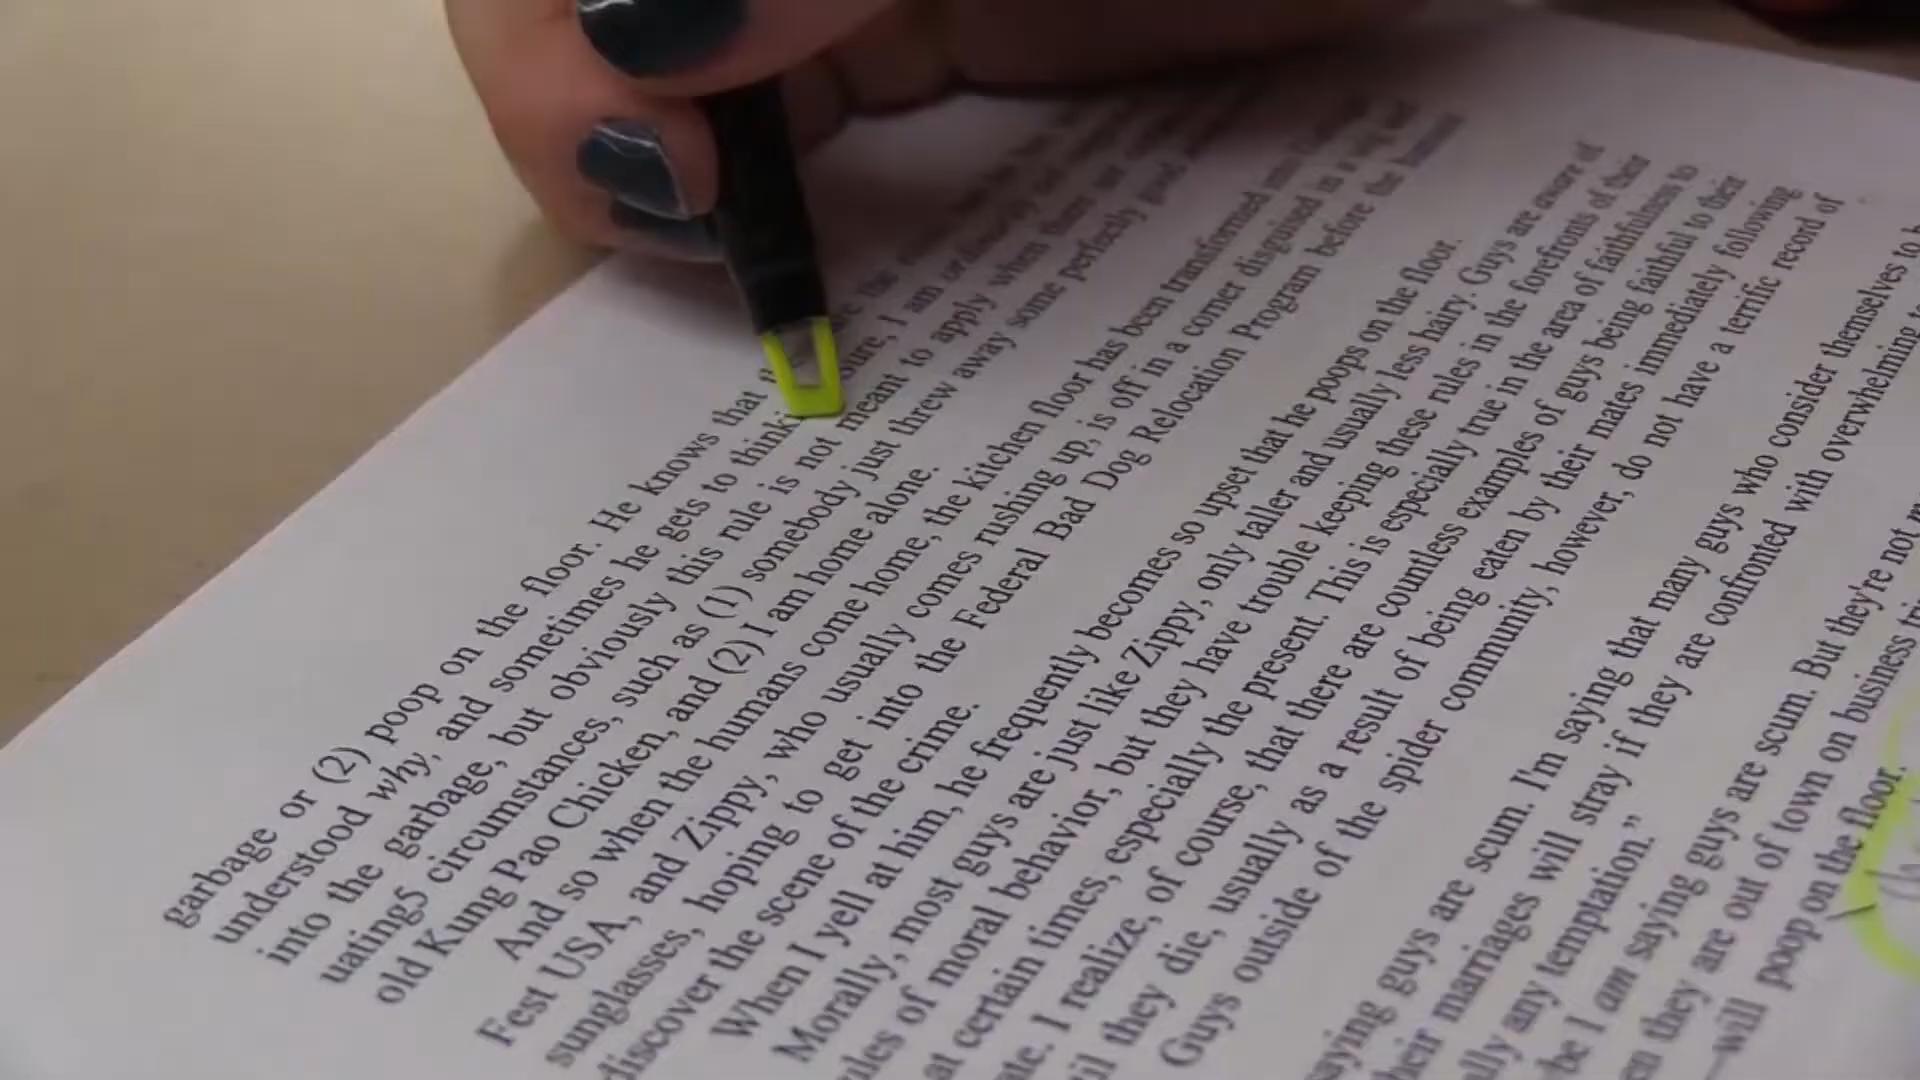 garbage or (2) poop on the floor. He knows that
understood why, and sometimes he gets to sure, I am
into the garbage, but obviously this rule is not meant to apply when there are
uating5 circumstances, such as (1) somebody just threw away some perfectly good
old Kung Pao Chicken, and (2) I am home alone.
And so when the humans come home, the kitchen floor has been transformed into
Fest USA, and Zippy, who usually comes rushing up, is off in a corner disguised in a wig and
sunglasses, hoping to get into the Federal Bad Dog Relocation Program before the humans
discover the scene of the crime.
When I yell at him, he frequently becomes so upset that he poops on the floor.
Morally, most guys are just like Zippy, only taller and usually less hairy. Guys are aware of
rules of moral behavior, but they have trouble keeping these rules in the forefronts of their
at certain times, especially the present. This is especially true in the area of faithfulness to
ate. I realize, of course, that there are countless examples of guys being faithful to their
til they die, usually as a result of being eaten by their mates immediately following
Guys outside of the spider community, however, do not have a terrific record of
saying guys are scum. I'm saying that many guys who consider themselves to
heir marriages will stray if they are confronted with overwhelming
ally any temptation."
be I am saying guys are scum. But they're not
en they are out of town on business
—will poop on the floor.